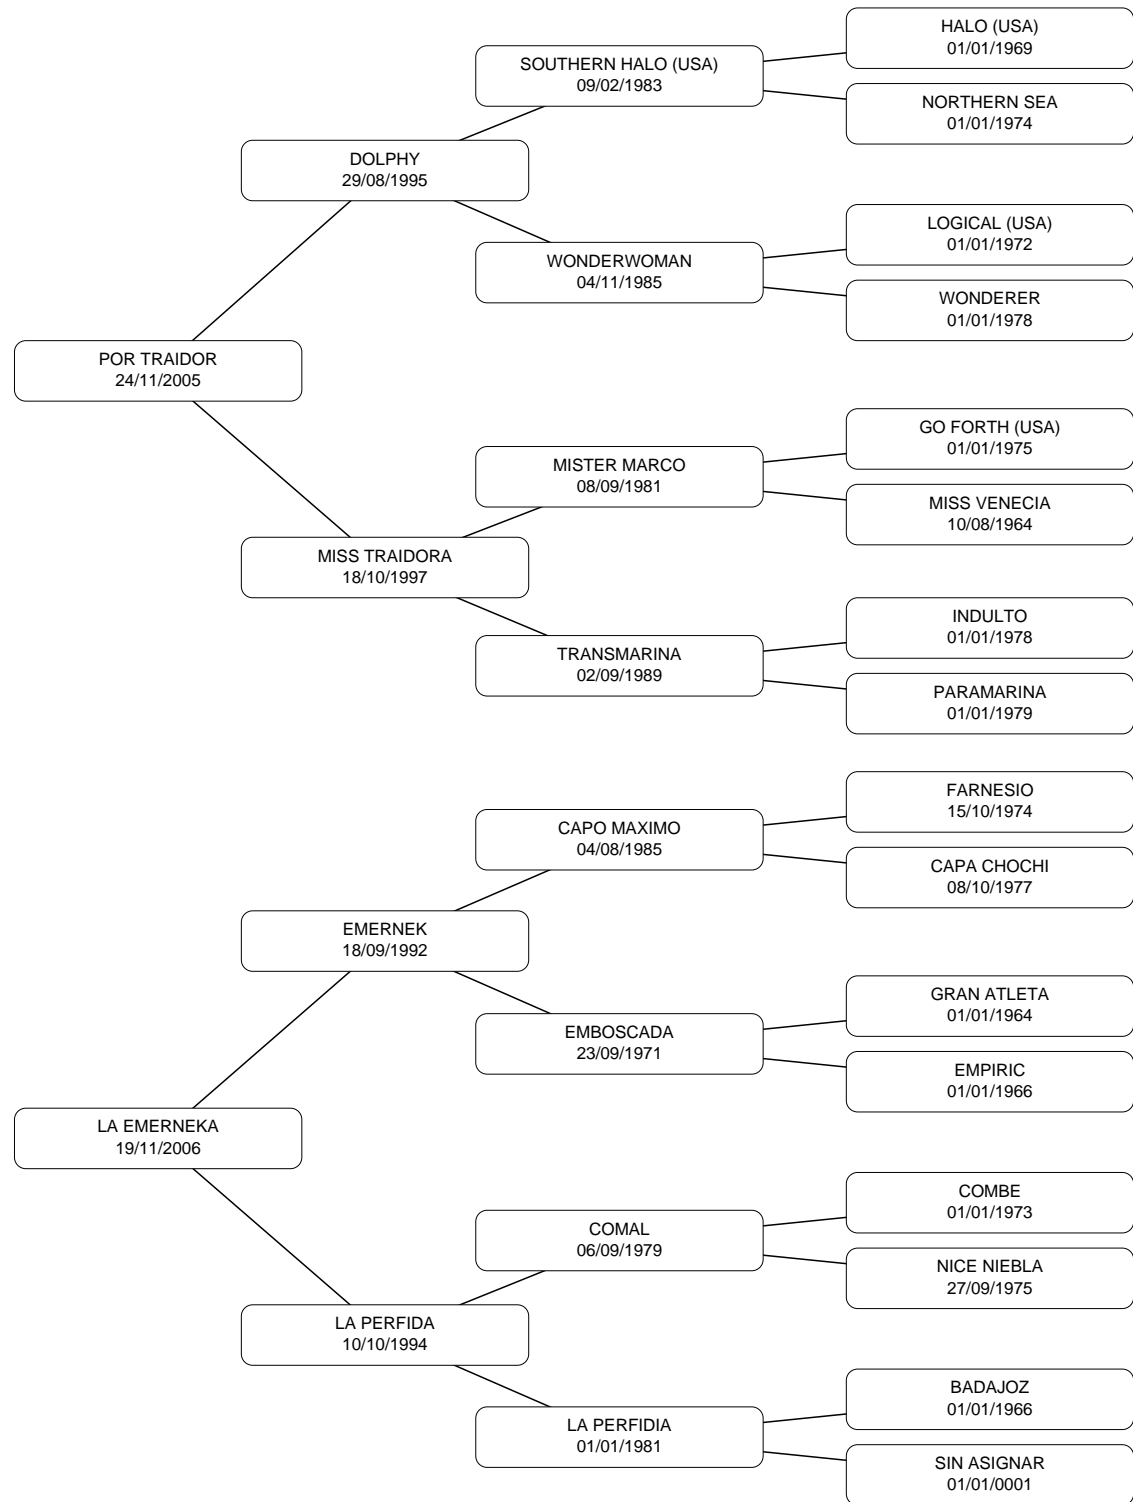 HALO (USA)
01/01/1969
SOUTHERN HALO (USA)
09/02/1983
NORTHERN SEA
01/01/1974
DOLPHY
29/08/1995
LOGICAL (USA)
01/01/1972
WONDERWOMAN
04/11/1985
WONDERER
01/01/1978
POR TRAIDOR
24/11/2005
GO FORTH (USA)
01/01/1975
MISTER MARCO
08/09/1981
MISS VENECIA
10/08/1964
MISS TRAIDORA
18/10/1997
INDULTO
01/01/1978
TRANSMARINA
02/09/1989
PARAMARINA
01/01/1979
FARNESIO
15/10/1974
CAPO MAXIMO
04/08/1985
CAPA CHOCHI
08/10/1977
EMERNEK
18/09/1992
GRAN ATLETA
01/01/1964
EMBOSCADA
23/09/1971
EMPIRIC
01/01/1966
LA EMERNEKA
19/11/2006
COMBE
01/01/1973
COMAL
06/09/1979
NICE NIEBLA
27/09/1975
LA PERFIDA
10/10/1994
BADAJOZ
01/01/1966
LA PERFIDIA
01/01/1981
SIN ASIGNAR
01/01/0001